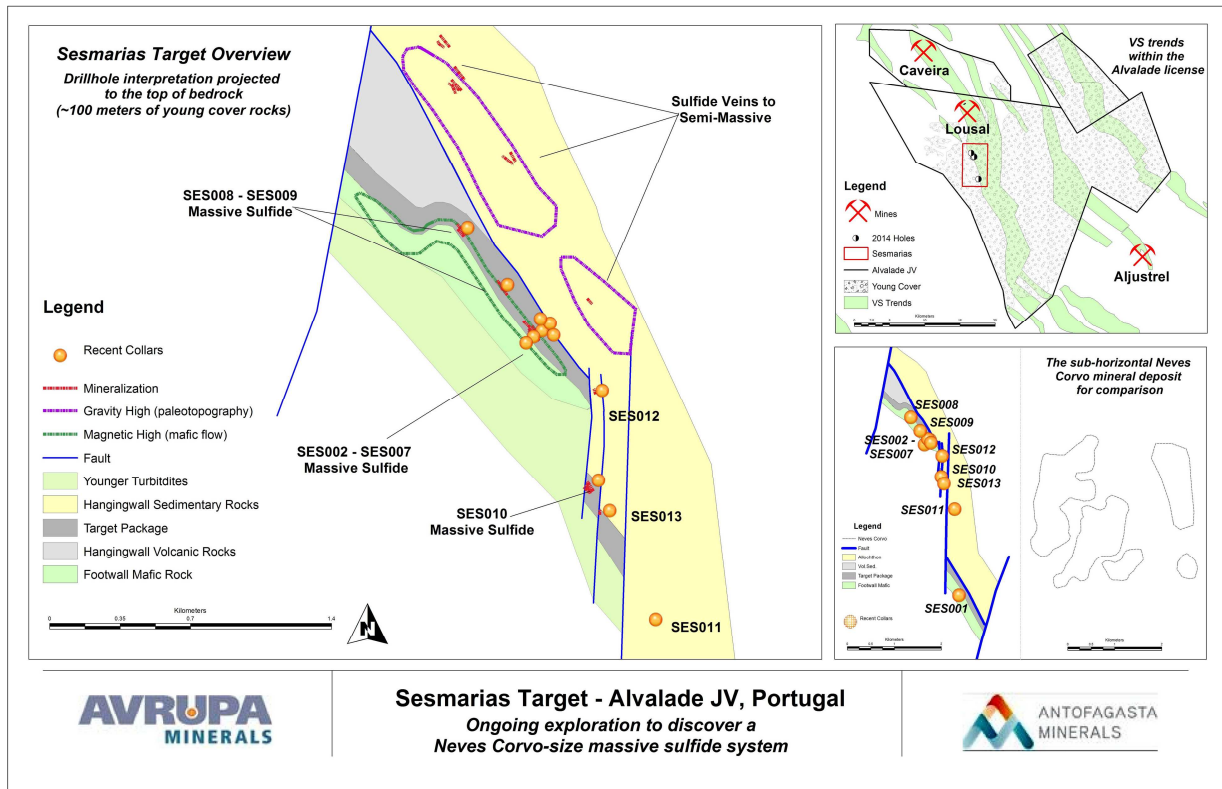 Sesmarias Target Overview
Drillhole interpretation projected
to the top of bedrock
(~100 meters of young cover rocks)
Sulfide Veins to
Semi-Massive
SES008 - SES009
Massive Sulfide
SES012
SES002 - SES007
Massive Sulfide
SES010
Massive Sulfide
SES013
SES011
Legend
Recent Collars
Mineralization
Gravity High (paleotopography)
Magnetic High (mafic flow)
Fault
Younger Turbitdites
Hangingwall Sedimentary Rocks
Target Package
Hangingwall Volcanic Rocks
Footwall Mafic Rock
Kilometers
0 0.35 0.7 1.4
N
VS trends
within the
Alvalade license
Caveira
Lousal
Aljustrel
Legend
Mines
2014 Holes
Sesmarias
Alvalade JV
Young Cover
VS Trends
Kilometers
The sub-horizontal Neves
Corvo mineral deposit
for comparison
SES008
SES009
SES002 -
SES007
SES012
SES010
SES013
SES011
SES001
Legend
Neves Corvo
Fault
Vol.Sed.
Target Package
Footwall Mafic
Recent Collars
Kilometers
Kilometers
AVRUPA
MINERALS
Sesmarias Target - Alvalade JV, Portugal
Ongoing exploration to discover a
Neves Corvo-size massive sulfide system
ANTOFAGASTA
MINERALS